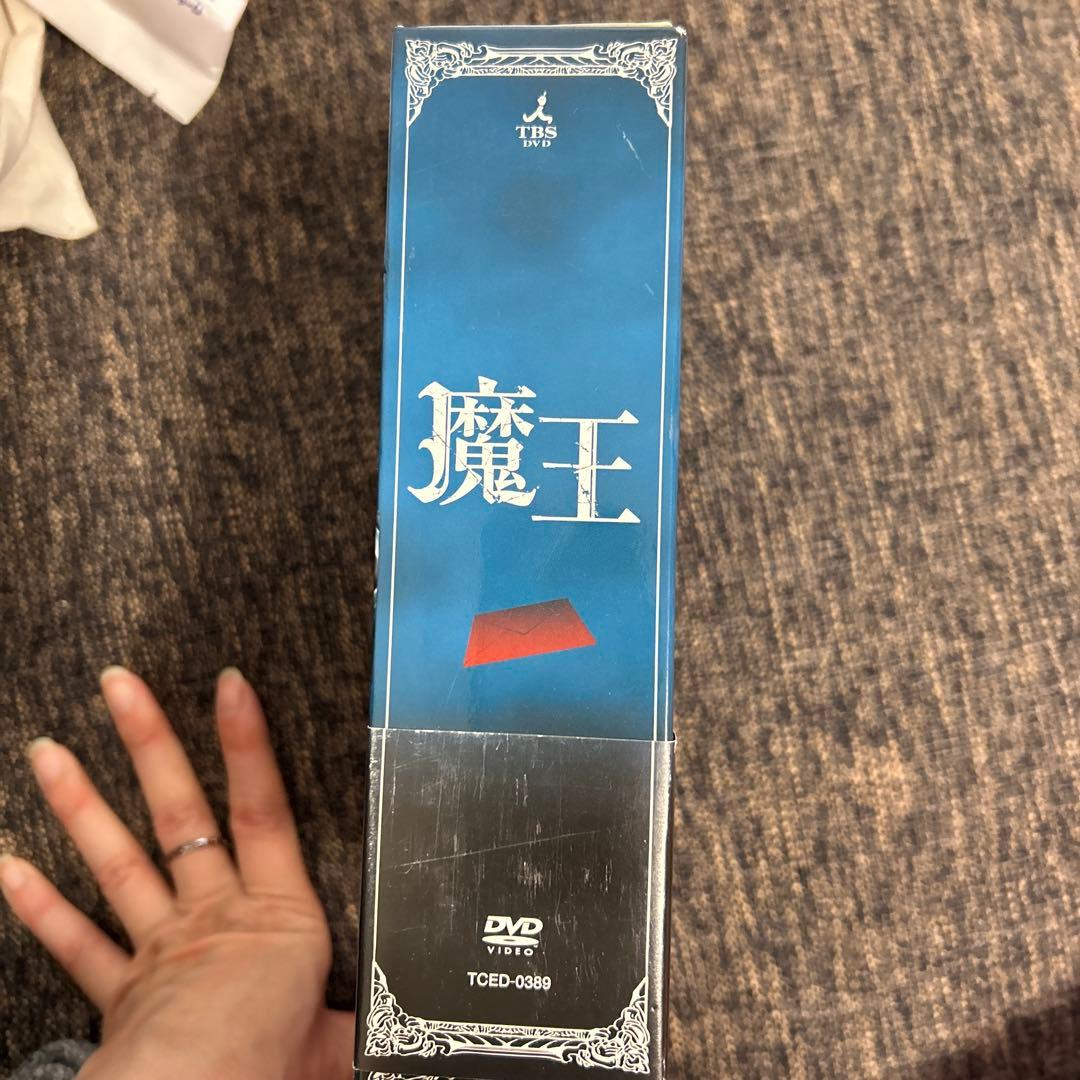 TBS
DVD
魔王
DVD
VIDEO
TCED-0389